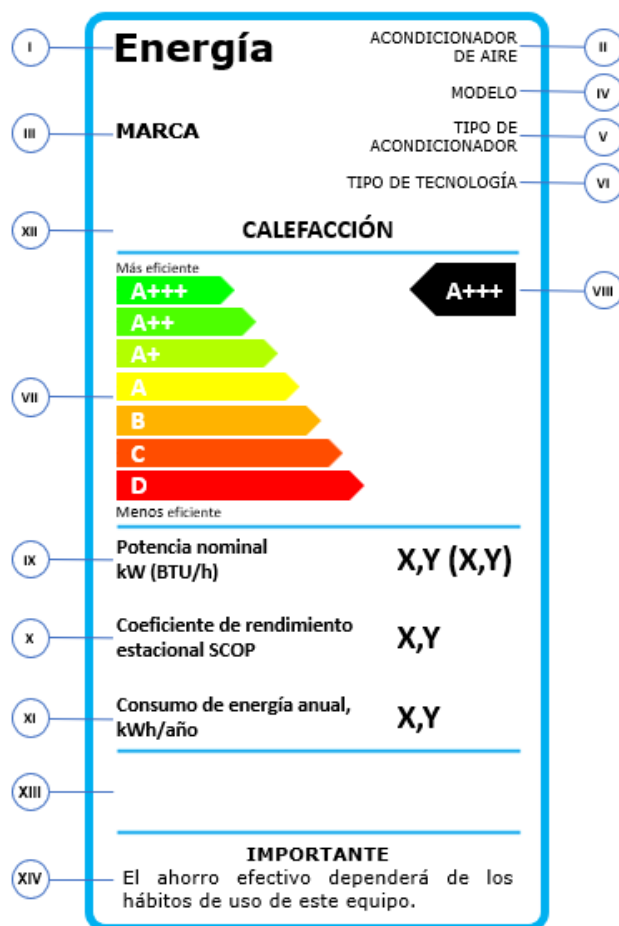 I
Energía
ACONDICIONADOR
DE AIRE
II
MODELO
IV
III
MARCA
TIPO DE
ACONDICIONADOR
V
TIPO DE TECNOLOGÍA
VI
XII
CALEFACCIÓN
Más eficiente
A+++
A+++
VIII
A++
A+
VII
A
B
C
D
Menos eficiente
IX
Potencia nominal
kW (BTU/h)
X,Y (X,Y)
X
Coeficiente de rendimiento
estacional SCOP
X,Y
XI
Consumo de energía anual,
kWh/año
X,Y
XIII
IMPORTANTE
XIV
El ahorro efectivo dependerá de los
hábitos de uso de este equipo.